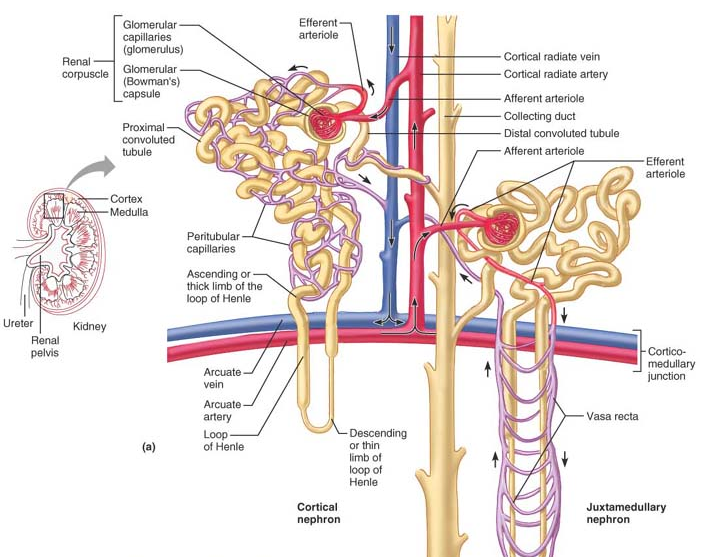 Glomerular
capillaries
(glomerulus)
Renal
corpuscle
Glomerular
(Bowman's)
capsule
Efferent
arteriole
Proximal
convoluted
tubule
Cortical radiate vein
Cortical radiate artery
Afferent arteriole
Collecting duct
Distal convoluted tubule
Afferent arteriole
Efferent
arteriole
Cortex
Medulla
Peritubular
capillaries
Ascending or
thick limb of the
loop of Henle
Ureter
Renal
pelvis
Kidney
Cortico-
medullary
junction
Arcuate
vein
Arcuate
artery
Loop
of Henle
Vasa recta
(a)
Descending
or thin
limb of
loop of
Henle
Cortical
nephron
Juxtamedullary
nephron